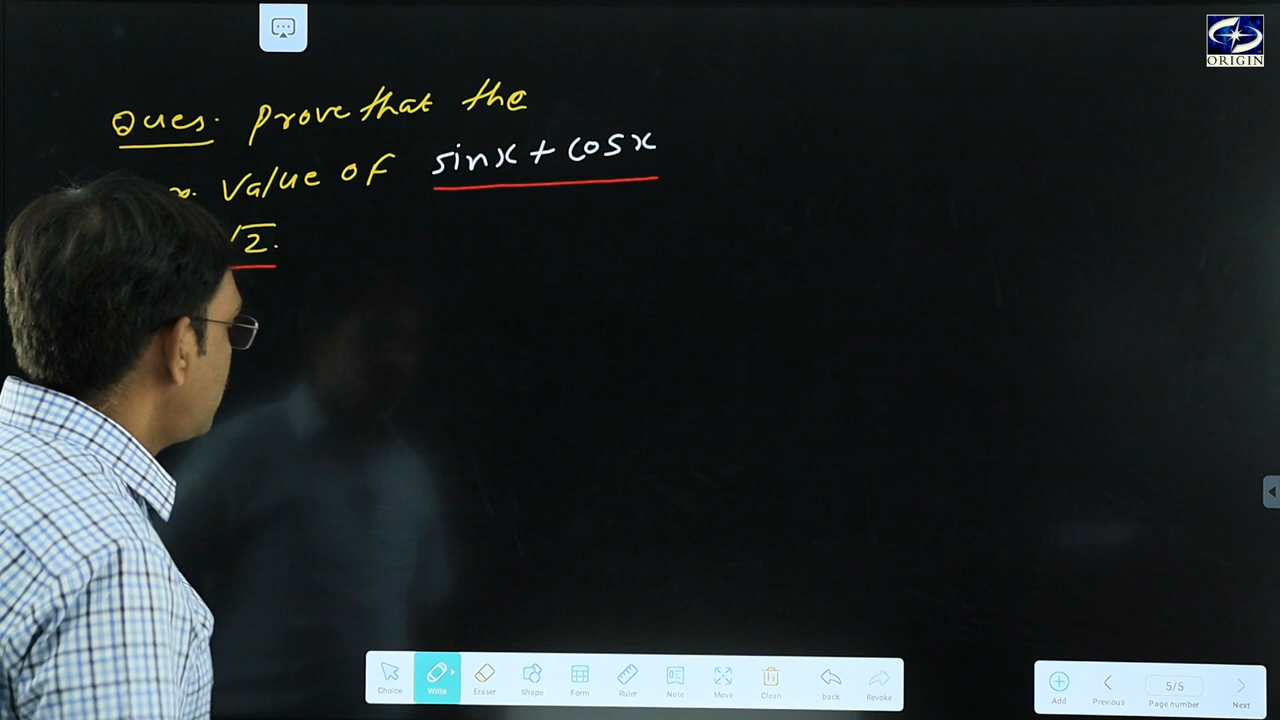 ORIGIN
Ques. prove that the
value of sinx + cosx
√2.
Choice
Write
Eraser
Shape
Form
Ruler
Note
Move
Clean
back
Revoke
Add
Previous
5/5
Page number
Next